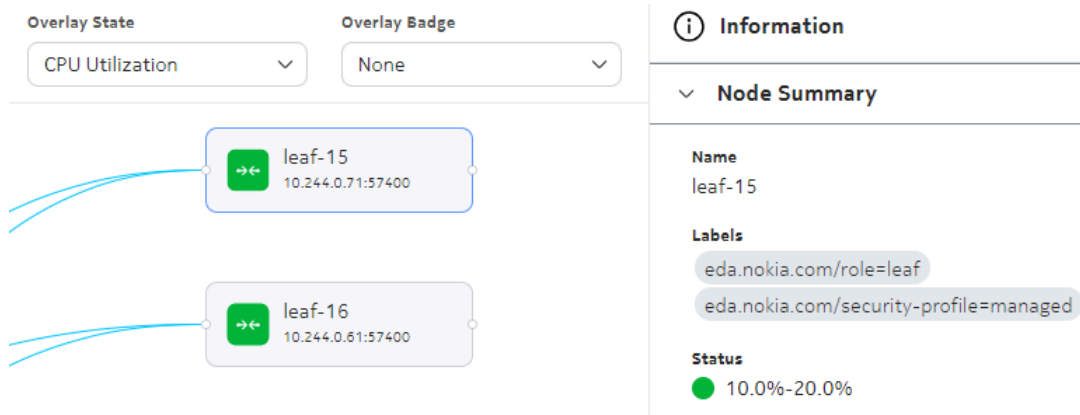 Overlay State
Overlay Badge
CPU Utilization
None
leaf-15
10.244.0.71:57400
leaf-16
10.244.0.61:57400
Information
Node Summary
Name
leaf-15
Labels
eda.nokia.com/role=leaf
eda.nokia.com/security-profile=managed
Status
10.0%-20.0%